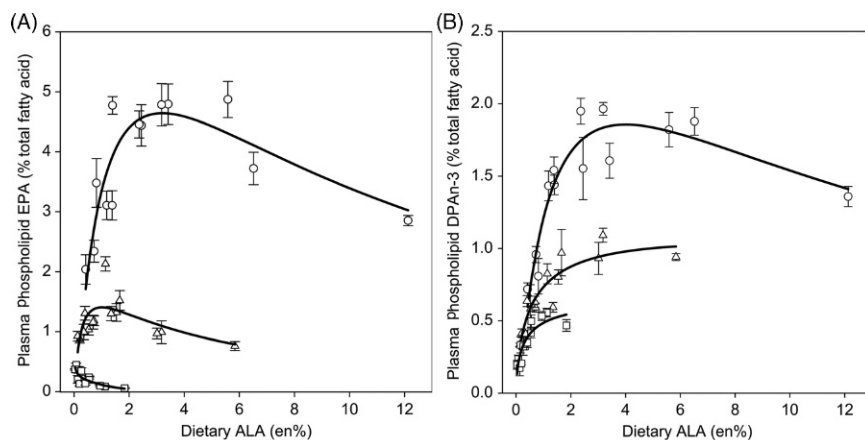 (A)
Plasma Phospholipid EPA (% total fatty acid)
6
5
4
3
2
1
0
0 2 4 6 8 10 12
Dietary ALA (en%)
(B)
Plasma Phospholipid DPAn-3 (% total fatty acid)
2.5
2.0
1.5
1.0
0.5
0.0
0 2 4 6 8 10 12
Dietary ALA (en%)